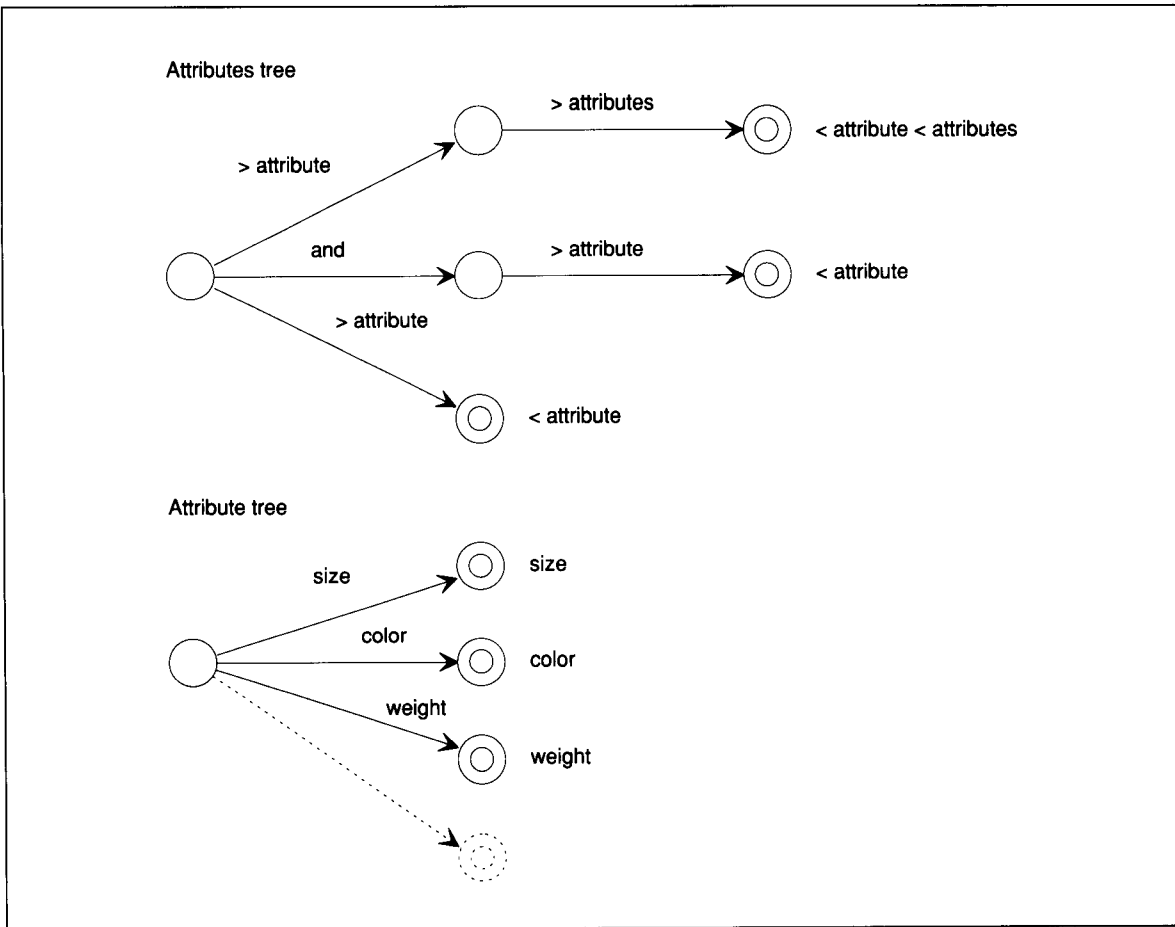 Attributes tree
> attributes
< attribute < attributes
> attribute
and
> attribute
< attribute
> attribute
< attribute
Attribute tree
size
size
color
color
weight
weight